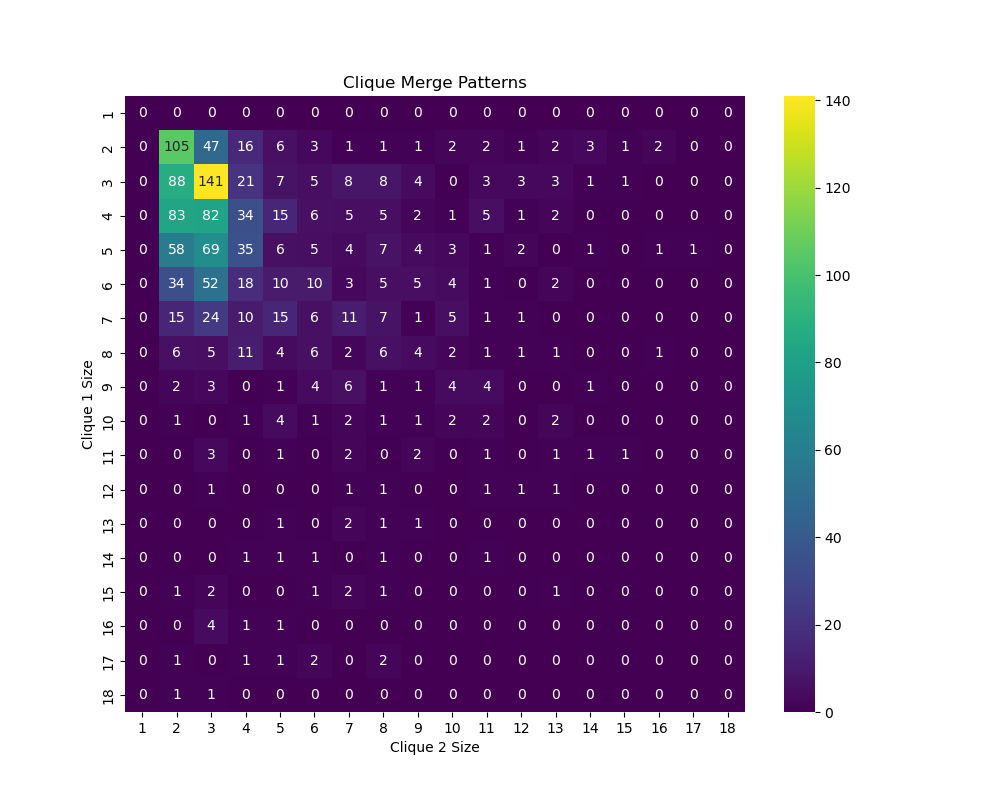 Clique Merge Patterns
1 0 0 0 0 0 0 0 0 0 0 0 0 0 0 0 0 0 0
2 0 105 47 16 6 3 1 1 1 2 2 1 2 3 1 2 0 0
3 0 88 141 21 7 5 8 8 4 0 3 3 3 1 1 0 0 0
4 0 83 82 34 15 6 5 5 2 1 5 1 2 0 0 0 0 0
5 0 58 69 35 6 5 4 7 4 3 1 2 0 1 0 1 1 0
6 0 34 52 18 10 10 3 5 5 4 1 0 2 0 0 0 0 0
7 0 15 24 10 15 6 11 7 1 5 1 1 0 0 0 0 0 0
8 0 6 5 11 4 6 2 6 4 2 1 1 1 0 0 1 0 0
9 0 2 3 0 1 4 6 1 1 4 4 0 0 1 0 0 0 0
10 0 1 0 1 4 1 2 1 1 2 2 0 2 0 0 0 0 0
11 0 0 3 0 1 0 2 0 2 0 1 0 1 1 1 0 0 0
12 0 0 1 0 0 0 1 1 0 0 1 1 1 0 0 0 0 0
13 0 0 0 0 1 0 2 1 1 0 0 0 0 0 0 0 0 0
14 0 0 0 1 1 1 0 1 0 0 1 0 0 0 0 0 0 0
15 0 1 2 0 0 1 2 1 0 0 0 0 1 0 0 0 0 0
16 0 0 4 1 1 0 0 0 0 0 0 0 0 0 0 0 0 0
17 0 1 0 1 1 2 0 2 0 0 0 0 0 0 0 0 0 0
18 0 1 1 0 0 0 0 0 0 0 0 0 0 0 0 0 0 0
1 2 3 4 5 6 7 8 9 10 11 12 13 14 15 16 17 18
Clique 2 Size
Clique 1 Size
140
120
100
80
60
40
20
0